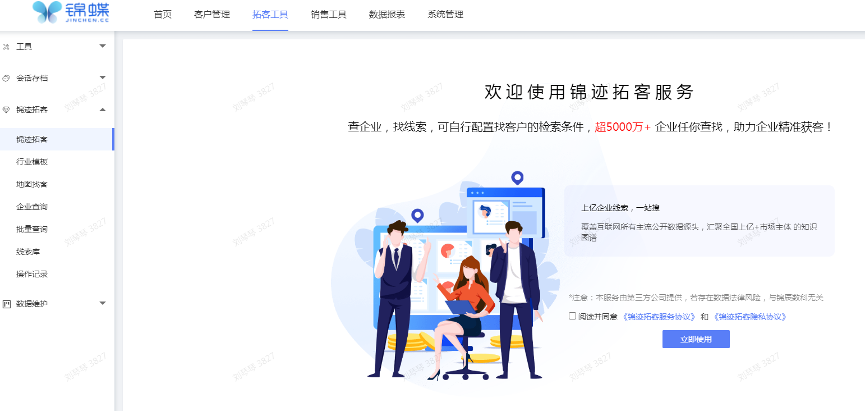 锦蝶
JINCHEN.CC
首页
客户管理
拓客工具
销售工具
数据报表
系统管理
工具
会话存档
锦迹拓客
锦迹拓客
行业模板
地图找客
企业查询
批量查询
线索库
操作记录
数据维护
欢迎使用锦迹拓客服务
查企业，找线索，可自行配置找客户的检索条件，超5000万+ 企业任你查找，助力企业精准获客！
上亿企业线索，一站搜
覆盖互联网所有主流公开数据源头，汇聚全国上亿+市场主体 的知识
图谱
*注意：本服务由第三方公司提供，若存在数据法律风险，与锦辰数科无关
阅读并同意 《锦迹拓客服务协议》 和 《锦迹拓客隐私协议》
立即使用